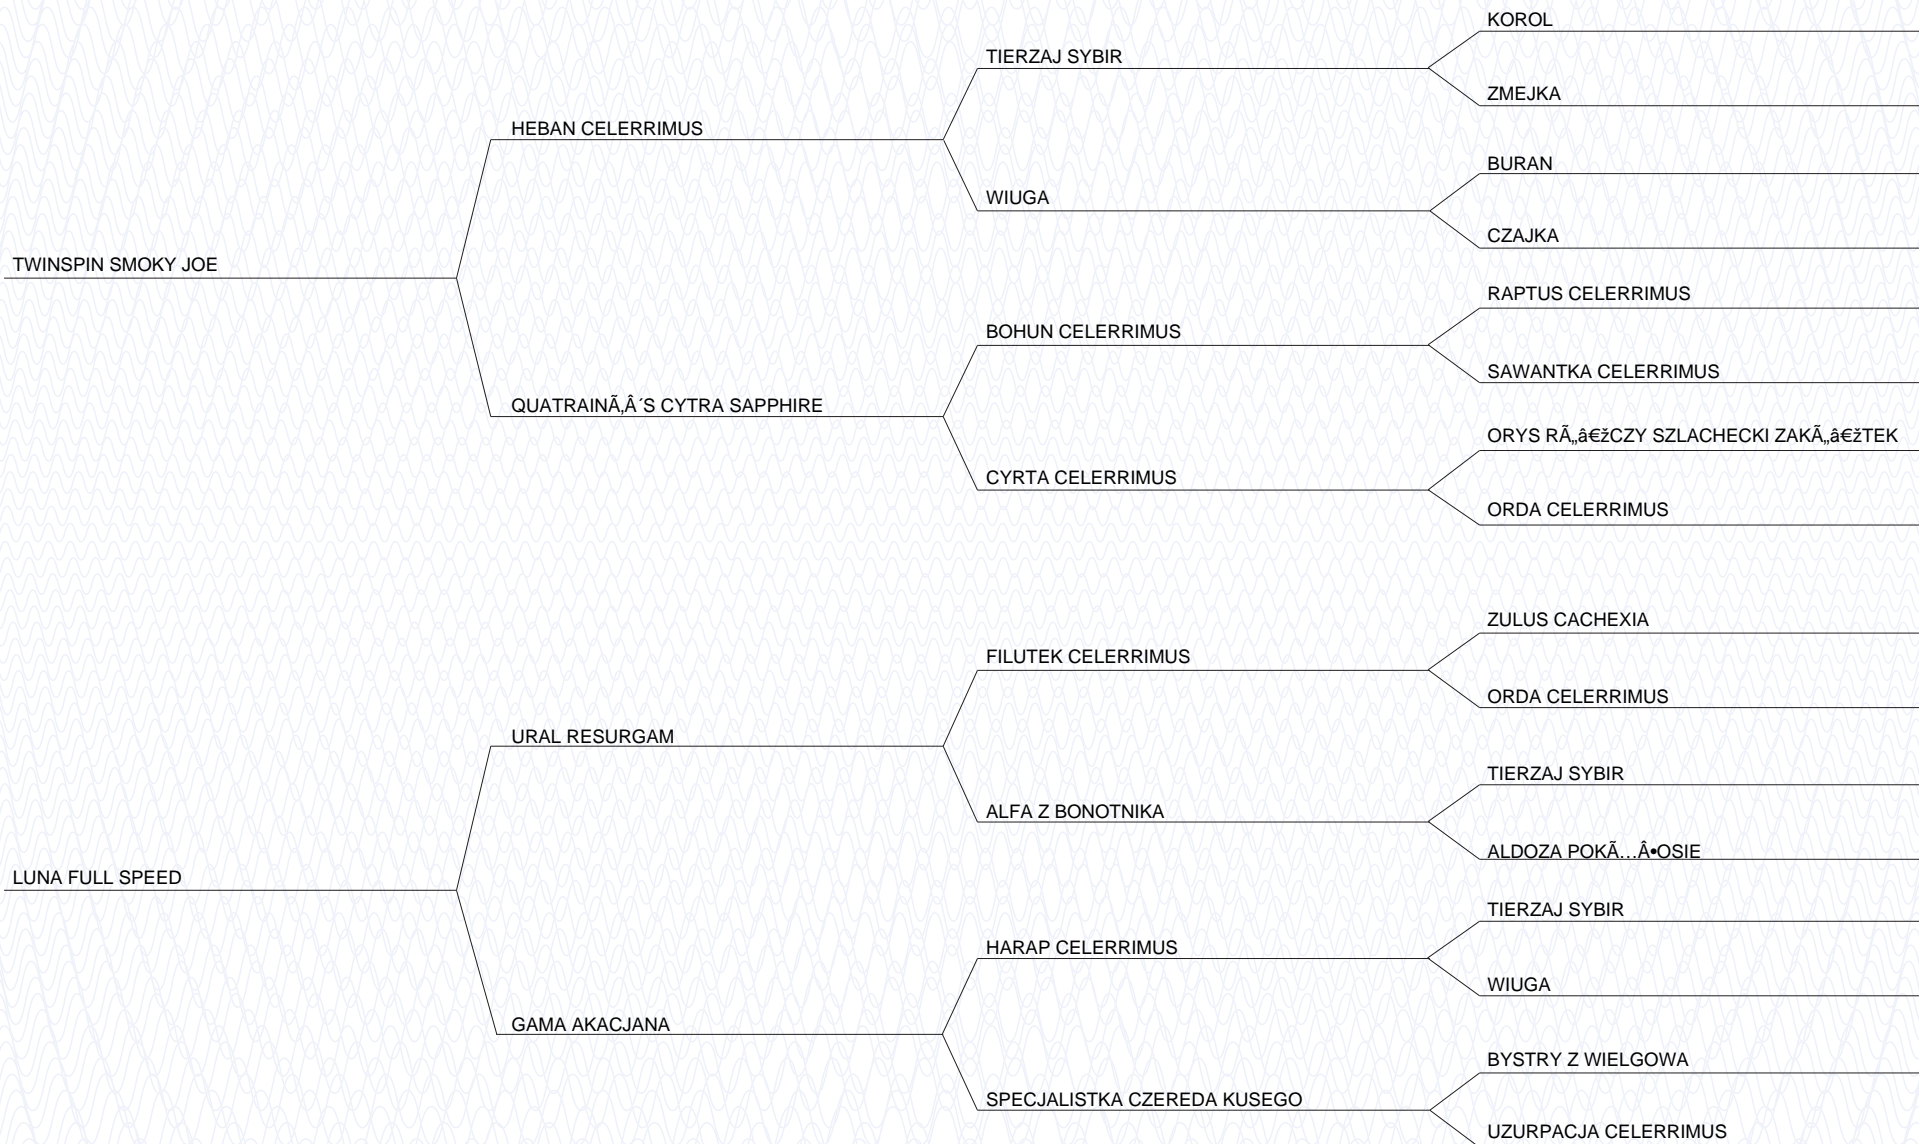 KOROL
TIERZAJ SYBIR
ZMEJKA
HEBAN CELERRIMUS
BURAN
WIUGA
CZAJKA
TWINSPIN SMOKY JOE
RAPTUS CELERRIMUS
BOHUN CELERRIMUS
SAWANTKA CELERRIMUS
QUATRAINÃ‚Â´S CYTRA SAPPHIRE
ORYS RÃ„â€žCZY SZLACHECKI ZAKÃ„â€žTEK
CYRTA CELERRIMUS
ORDA CELERRIMUS
ZULUS CACHEXIA
FILUTEK CELERRIMUS
ORDA CELERRIMUS
URAL RESURGAM
TIERZAJ SYBIR
ALFA Z BONOTNIKA
ALDOZA POKÃ…Â•OSIE
LUNA FULL SPEED
TIERZAJ SYBIR
HARAP CELERRIMUS
WIUGA
GAMA AKACJANA
BYSTRY Z WIELGOWA
SPECJALISTKA CZEREDA KUSEGO
UZURPACJA CELERRIMUS